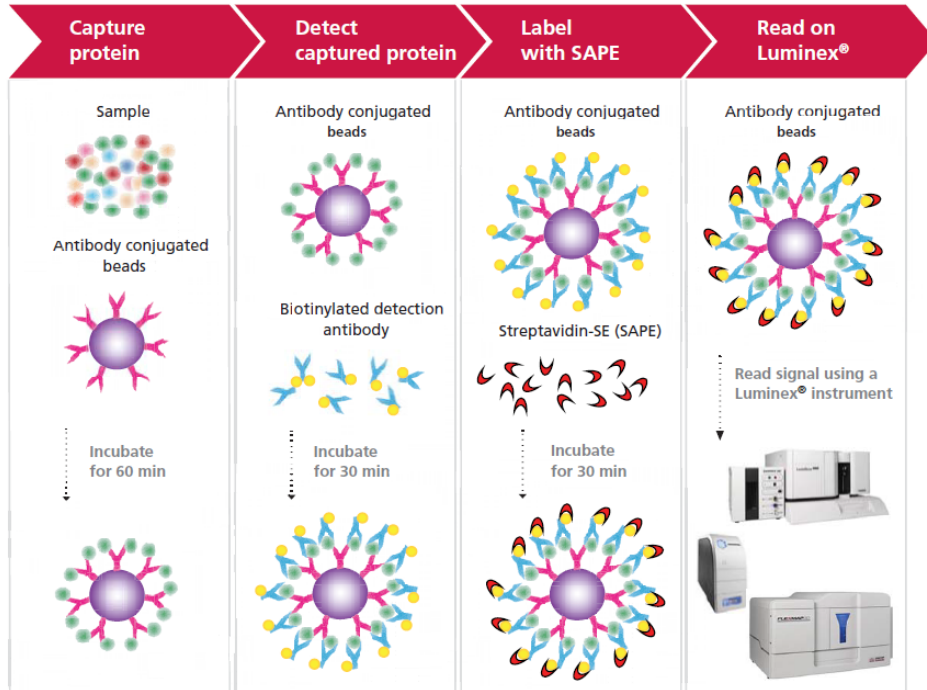 Capture
protein
Detect
captured protein
Label
with SAPE
Read on
Luminex®
Sample
Antibody conjugated
beads
Incubate
for 60 min
Antibody conjugated
beads
Biotinylated detection
antibody
Incubate
for 30 min
Antibody conjugated
beads
Streptavidin-SE (SAPE)
Incubate
for 30 min
Antibody conjugated
beads
Read signal using a
Luminex® instrument